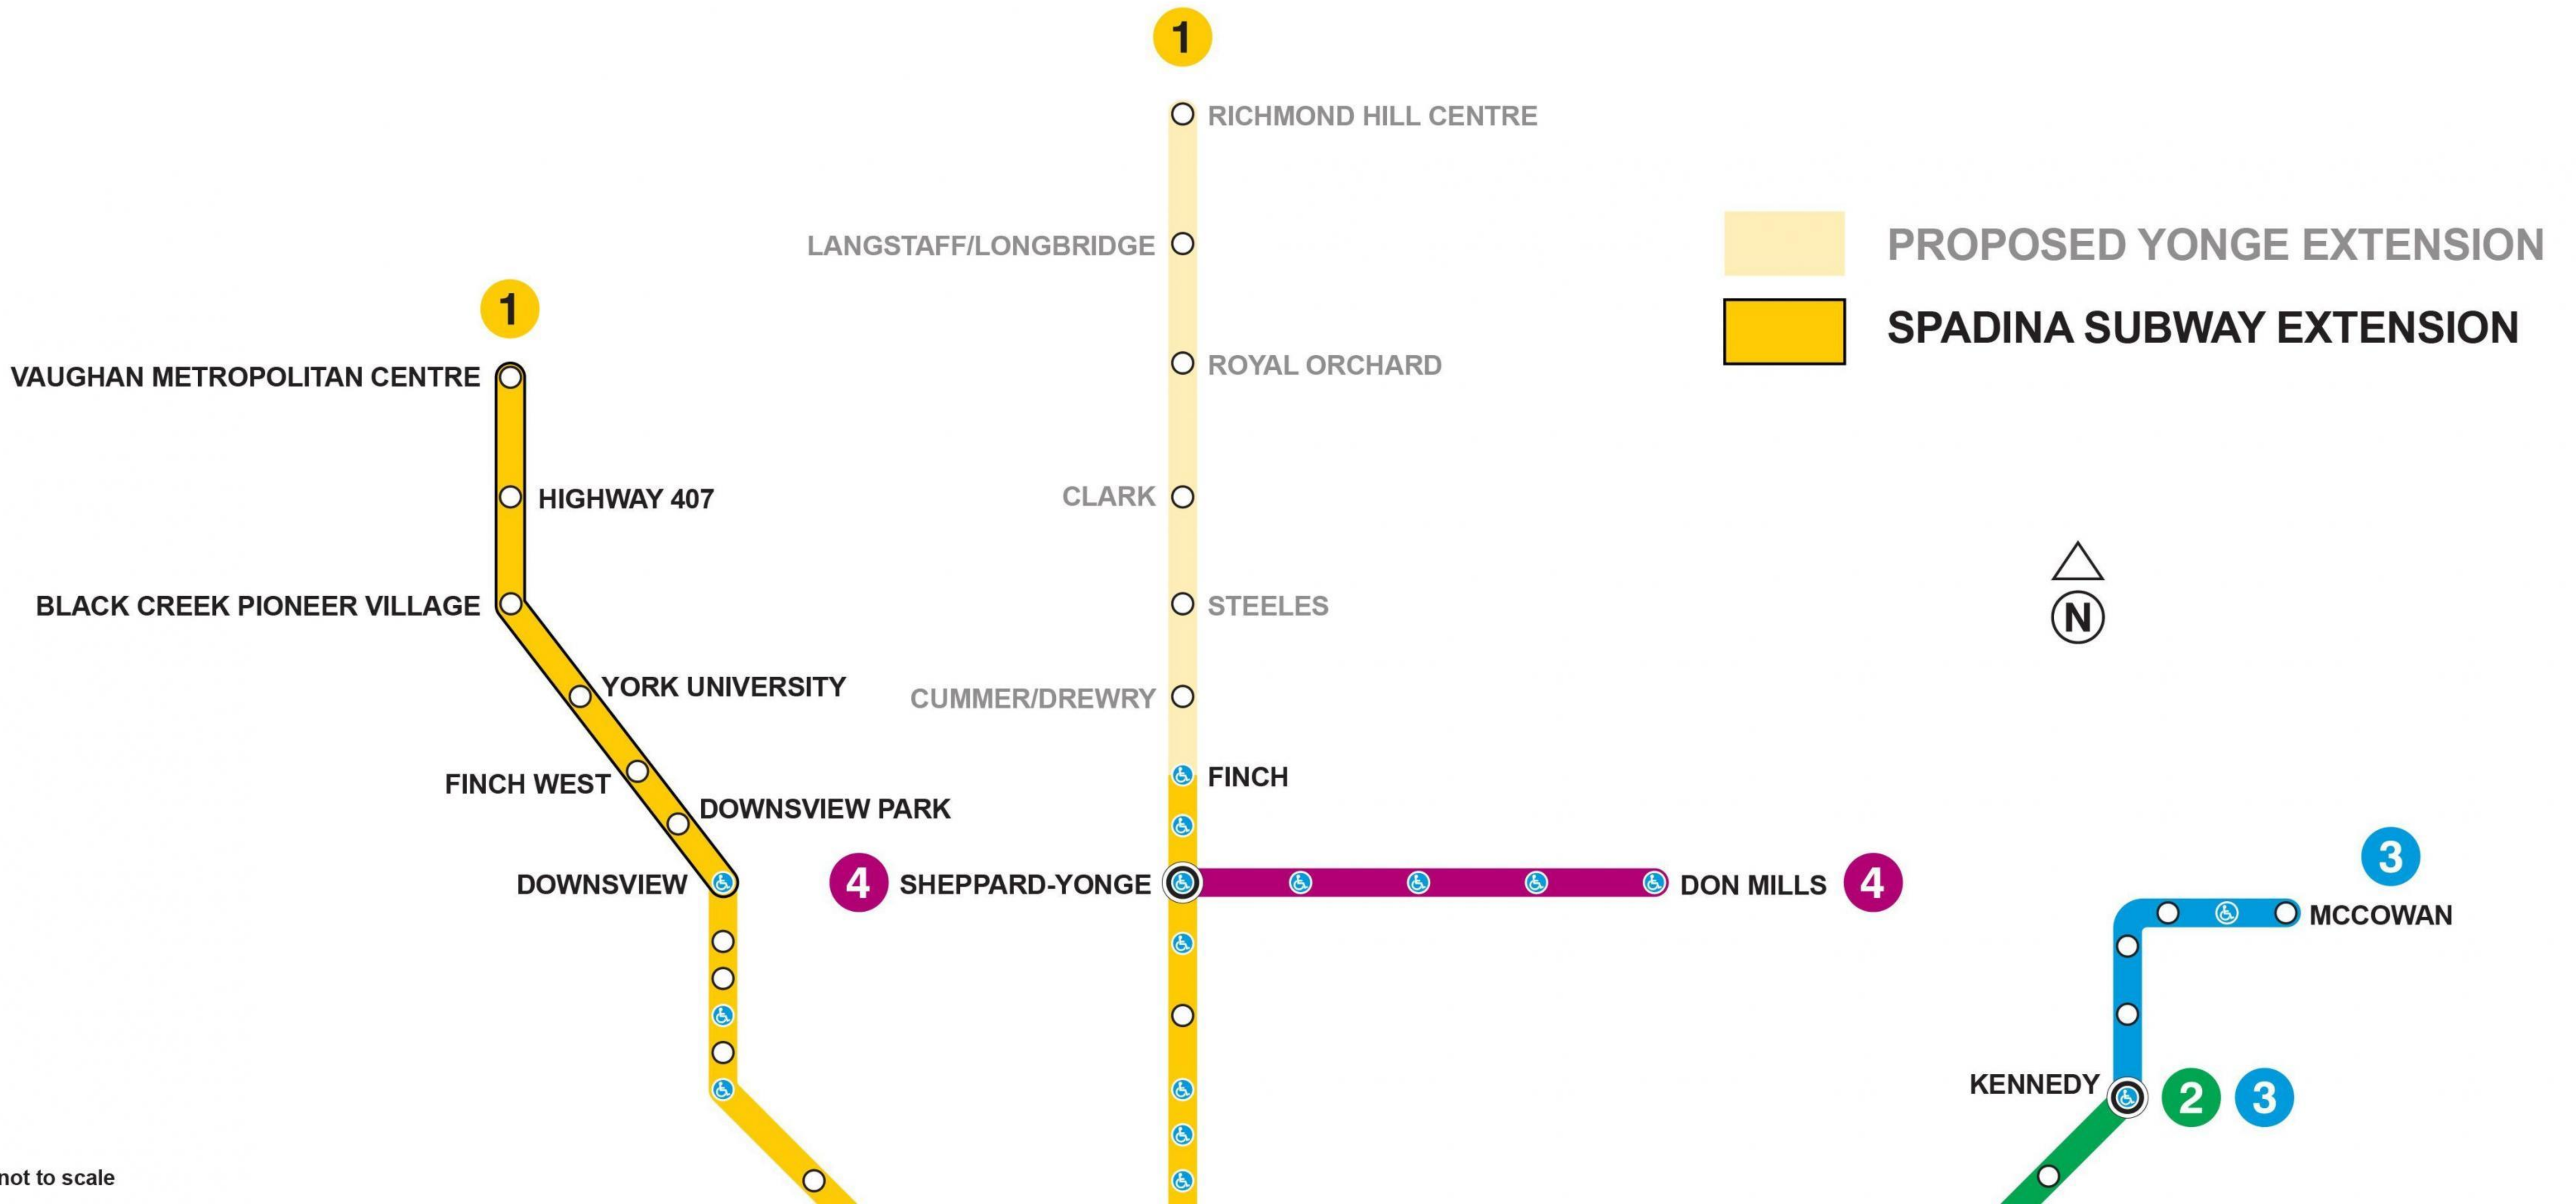 1
RICHMOND HILL CENTRE
PROPOSED YONGE EXTENSION
LANGSTAFF/LONGBRIDGE
1
SPADINA SUBWAY EXTENSION
ROYAL ORCHARD
VAUGHAN METROPOLITAN CENTRE
HIGHWAY 407
CLARK
BLACK CREEK PIONEER VILLAGE
STEELES
N
YORK UNIVERSITY
CUMMER/DREWRY
FINCH WEST
FINCH
DOWNSVIEW PARK
3
DOWNSVIEW
4 SHEPPARD-YONGE
DON MILLS 4
MCCOWAN
KENNEDY 2 3
not to scale